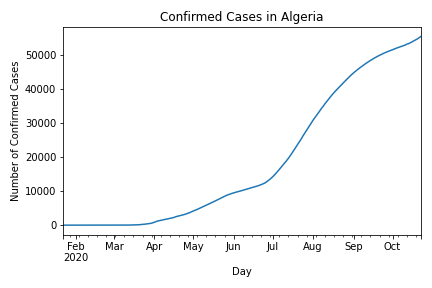 Confirmed Cases in Algeria
Number of Confirmed Cases
50000
40000
30000
20000
10000
0
Feb Mar Apr May Jun Jul Aug Sep Oct
2020
Day